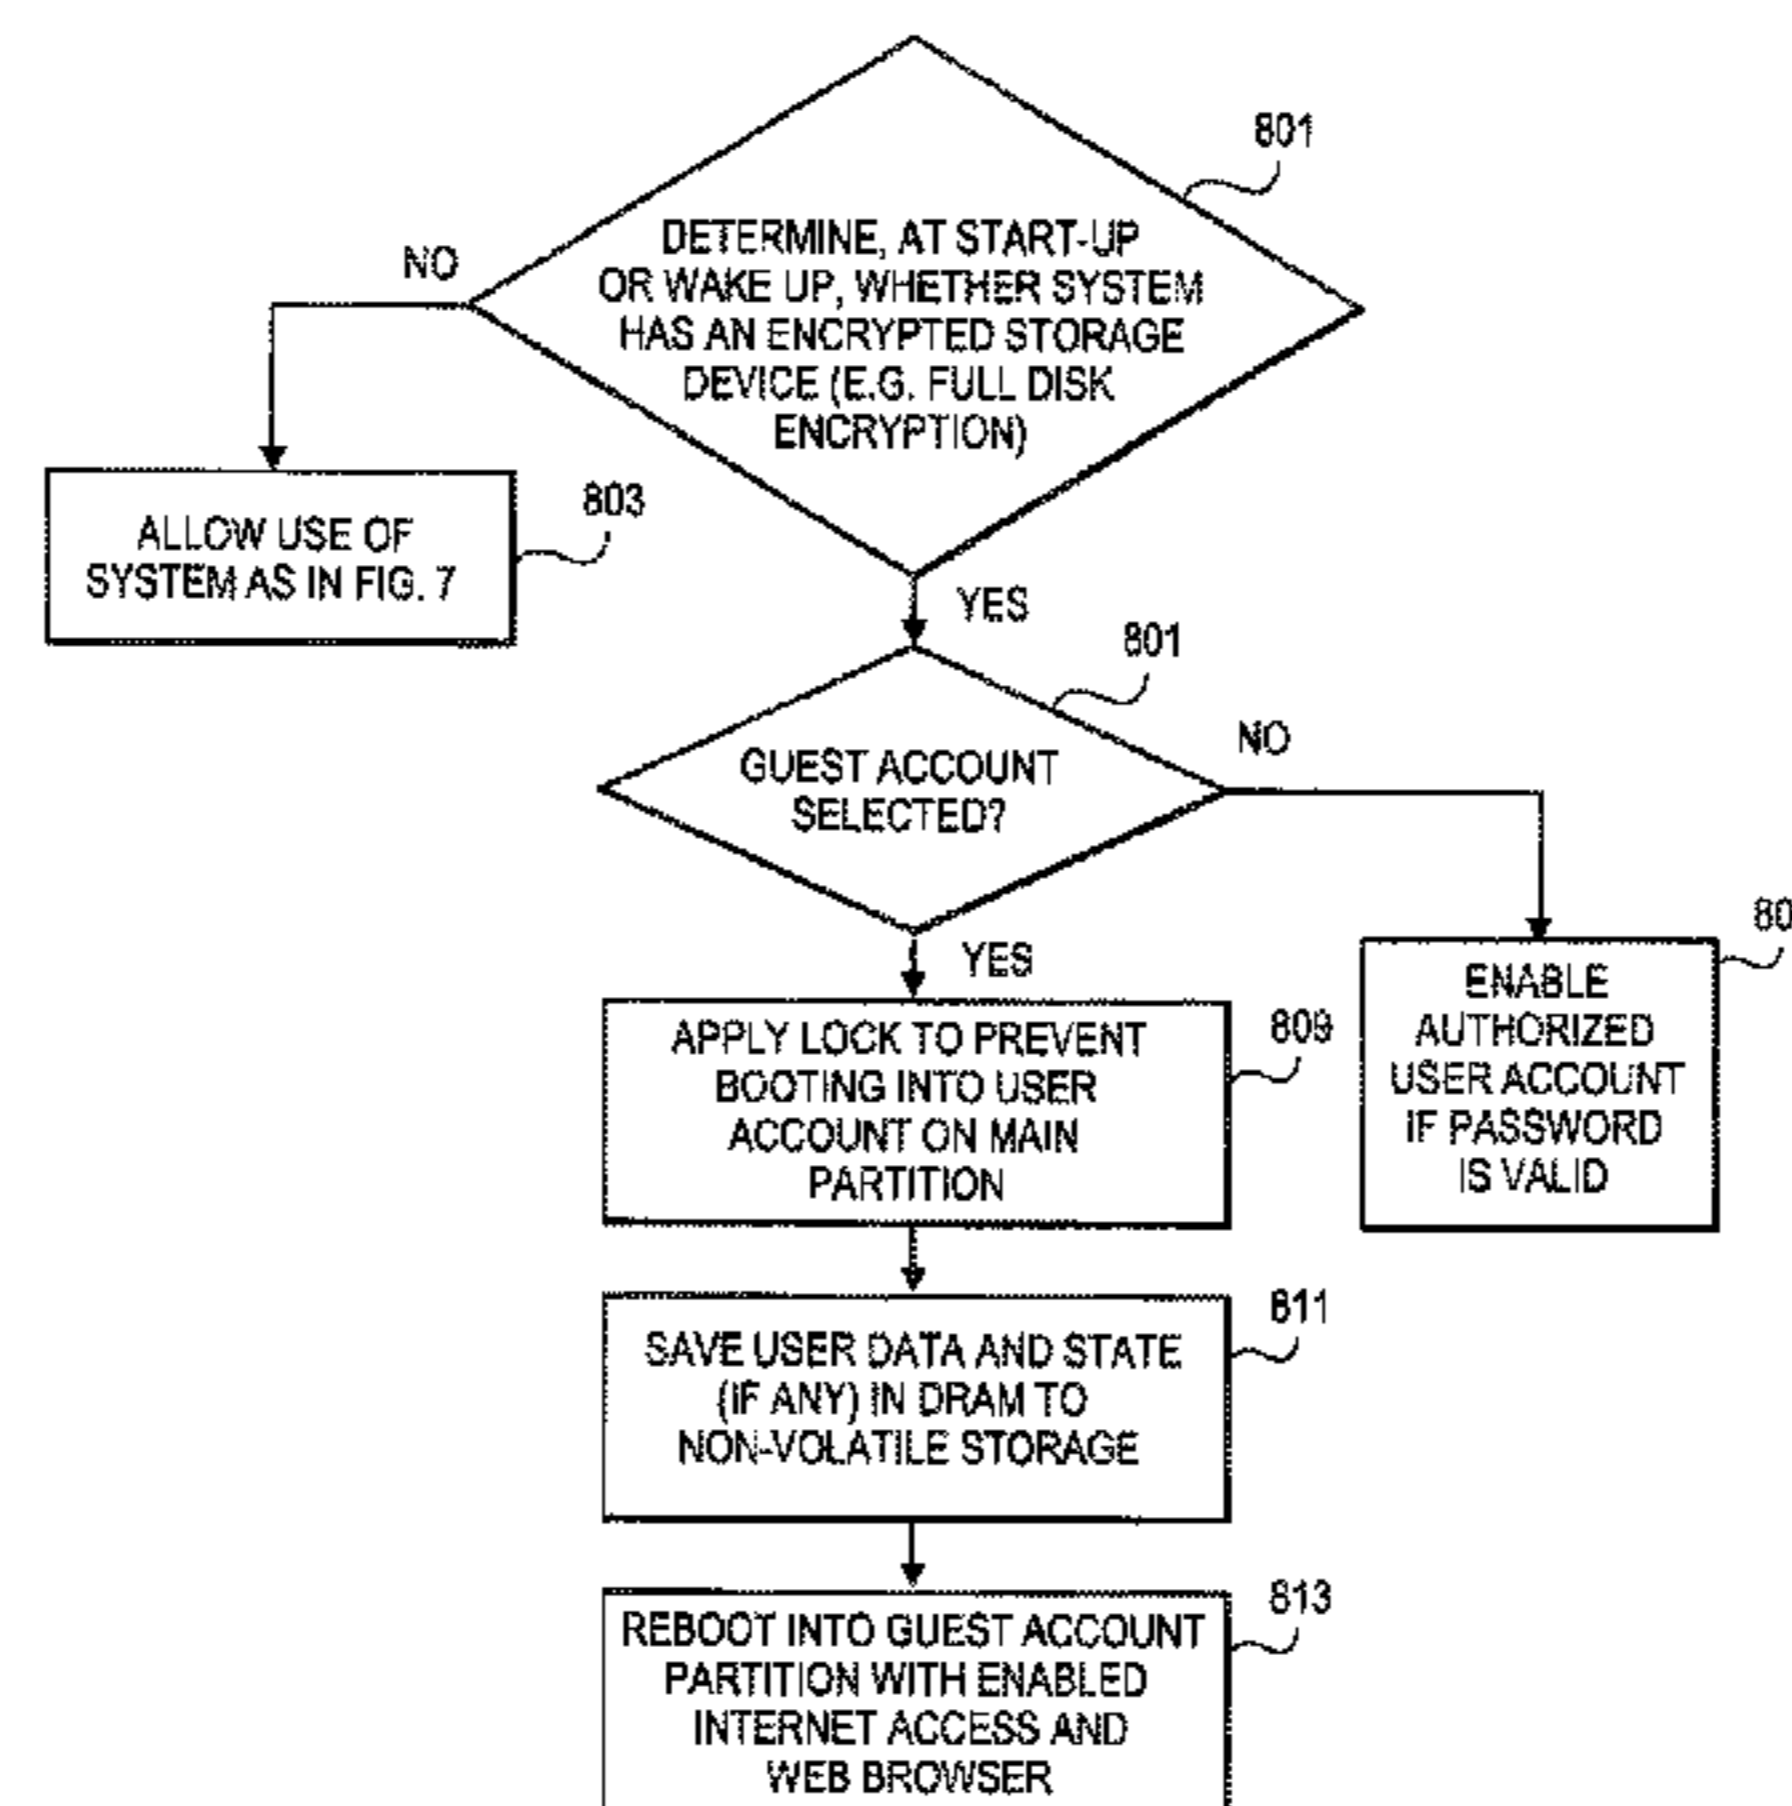 801
DETERMINE, AT START-UP
OR WAKE UP, WHETHER SYSTEM
HAS AN ENCRYPTED STORAGE
DEVICE (E.G. FULL DISK
ENCRYPTION)
NO
803
ALLOW USE OF
SYSTEM AS IN FIG. 7
YES
801
GUEST ACCOUNT
SELECTED?
NO
YES
ENABLE
AUTHORIZED
USER ACCOUNT
IF PASSWORD
IS VALID
809
APPLY LOCK TO PREVENT
BOOTING INTO USER
ACCOUNT ON MAIN
PARTITION
811
SAVE USER DATA AND STATE
(IF ANY) IN DRAM TO
NON-VOLATILE STORAGE
813
REBOOT INTO GUEST ACCOUNT
PARTITION WITH ENABLED
INTERNET ACCESS AND
WEB BROWSER